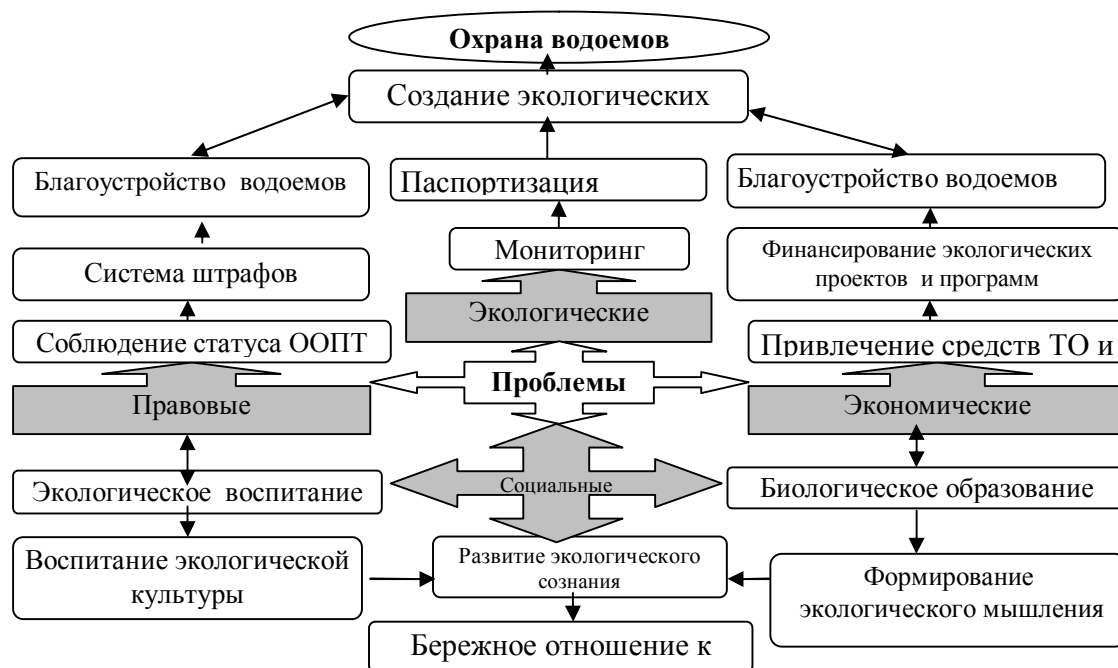 Охрана водоемов
Создание экологических
Благоустройство водоемов
Паспортизация
Благоустройство водоемов
Мониторинг
Финансирование экологических
проектов и программ
Система штрафов
Экологические
Соблюдение статуса ООПТ
Привлечение средств ТО и
Проблемы
Правовые
Экономические
Экологическое воспитание
Социальные
Биологическое образование
Воспитание экологической
культуры
Развитие экологического
сознания
Формирование
экологического мышления
Бережное отношение к